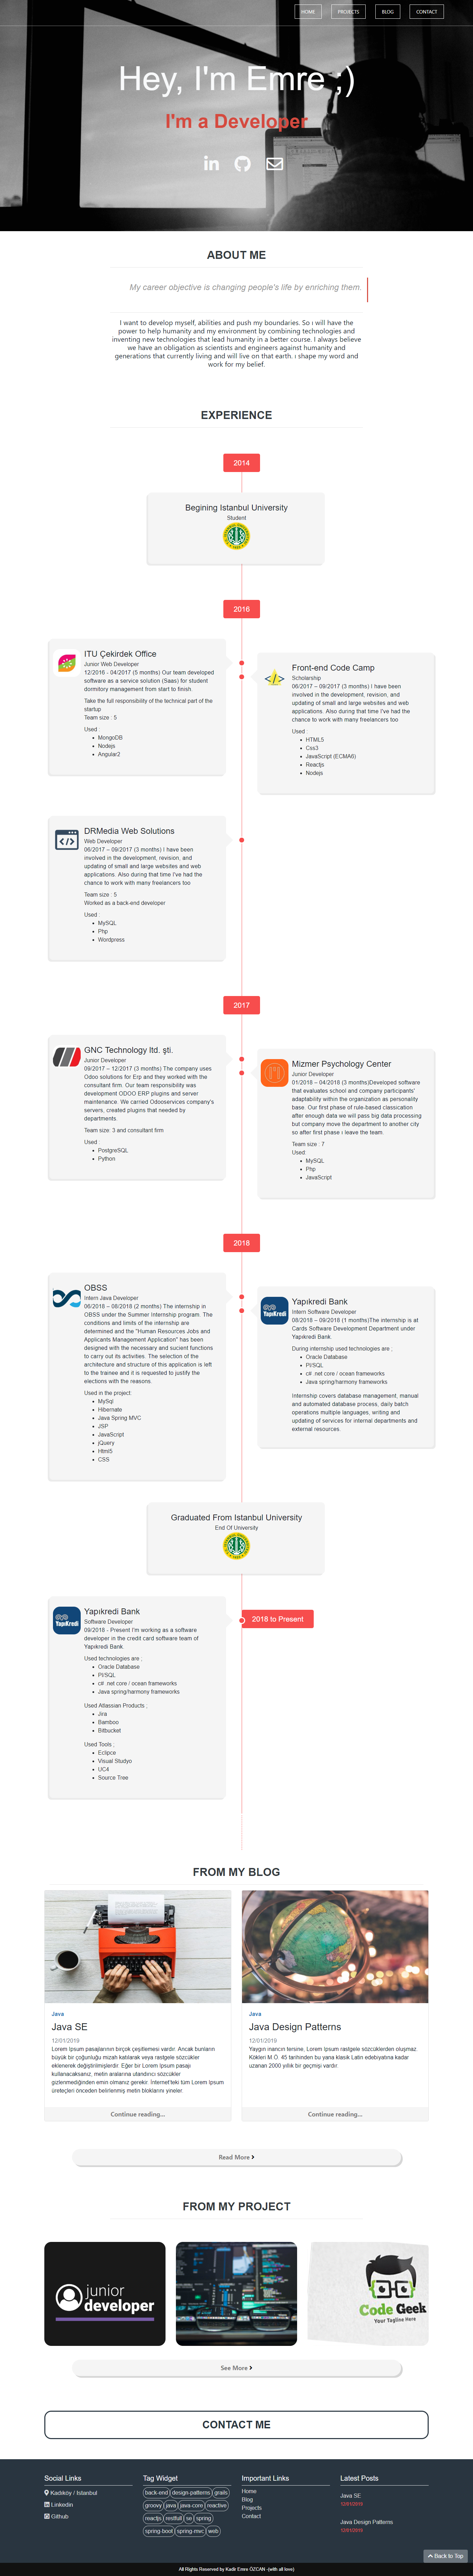 HOME PROJECTS BLOG CONTACT
Hey, I'm Emre ;)
I'm a Developer
ABOUT ME
My career objective is changing people's life by enriching them.
I want to develop myself, abilities and push my boundaries. So ı will have the
power to help humanity and my environment by combining technologies and
inventing new technologies that lead humanity in a better course. I always believe
we have an obligation as scientists and engineers against humanity and
generations that currently living and will live on that earth. ı shape my word and
work for my belief.
EXPERIENCE
2014
Begining Istanbul University
Student
2016
ITU Çekirdek Office
Junior Web Developer
12/2016 - 04/2017 (5 months) Our team developed
software as a service solution (Saas) for student
dormitory management from start to finish.
Take the full responsibility of the technical part of the
startup
Team size : 5
Used :
MongoDB
Nodejs
Angular2
Front-end Code Camp
Scholarship
06/2017 – 09/2017 (3 months) I have been
involved in the development, revision, and
updating of small and large websites and web
applications. Also during that time I've had the
chance to work with many freelancers too
Used :
HTML5
Css3
JavaScript (ECMA6)
Reactjs
Nodejs
DRMedia Web Solutions
Web Developer
06/2017 – 09/2017 (3 months) I have been
involved in the development, revision, and
updating of small and large websites and web
applications. Also during that time I've had the
chance to work with many freelancers too
Team size : 5
Worked as a back-end developer
Used :
MySQL
Php
Wordpress
2017
GNC Technology ltd. şti.
Junior Developer
09/2017 – 12/2017 (3 months) The company uses
Odoo solutions for Erp and they worked with the
consultant firm. Our team responsibility was
development ODOO ERP plugins and server
maintenance. We carried Odooservices company's
servers, created plugins that needed by
departments.
Team size: 3 and consultant firm
Used :
PostgreSQL
Python
Mizmer Psychology Center
Junior Developer
01/2018 – 04/2018 (3 months)Developed software
that evaluates school and company participants'
adaptability within the organization as personality
base. Our first phase of rule-based classication
after enough data we will pass big data processing
but company move the department to another city
so after first phase ı leave the team.
Team size : 7
Used :
MySQL
Php
JavaScript
2018
OBSS
Intern Java Developer
06/2018 – 08/2018 (2 months) The internship in
OBSS under the Summer Internship program. The
conditions and limits of the internship are
determined and the "Human Resources Jobs and
Applicants Management Application" has been
designed with the necessary and sucient functions
to carry out its activities. The selection of the
architecture and structure of this application is left
to the trainee and it is requested to justify the
elections with the reasons.
Used in the project:
MySql
Hibernate
Java Spring MVC
JSP
JavaScript
jQuery
Html5
CSS
YapıKredi
Yapıkredi Bank
Intern Software Developer
08/2018 – 09/2018 (1 months)The internship is at
Cards Software Development Department under
Yapıkredi Bank.
During internship used technologies are ;
Oracle Database
Pl/SQL
c# .net core / ocean frameworks
Java spring/harmony frameworks
Internship covers database management, manual
and automated database process, daily batch
operations multiple languages, writing and
updating of services for internal departments and
external resources.
Graduated From Istanbul University
End Of University
YapıKredi
Yapıkredi Bank
Software Developer
09/2018 - Present I'm working as a software
developer in the credit card software team of
Yapıkredi Bank
Used technologies are ;
Oracle Database
Pl/SQL
c# .net core / ocean frameworks
Java spring/harmony frameworks
Used Atlassian Products ;
Jira
Bamboo
Bitbucket
Used Tools ;
Eclipce
Visual Studyo
UC4
Source Tree
2018 to Present
FROM MY BLOG
Java
Java SE
12/01/2019
Lorem Ipsum pasajlarının birçok çeşitlemesi vardır. Ancak bunların
büyük bir çoğunluğu mizah katılarak veya rastgele sözcükler
eklenerek değiştirilmişlerdir. Eğer bir Lorem Ipsum pasajı
kullanacaksanız, metin aralarına utandırıcı sözcükler
gizlenmediğinden emin olmanız gerekir. İnternet'teki tüm Lorem Ipsum
üreteçleri önceden belirlenmiş metin bloklarını yineler.
Continue reading...
Java
Java Design Patterns
12/01/2019
Yaygın inancın tersine, Lorem Ipsum rastgele sözcüklerden oluşmaz.
Kökleri M.Ö. 45 tarihinden bu yana klasik Latin edebiyatına kadar
uzanan 2000 yıllık bir geçmişi vardır.
Continue reading...
Read More
FROM MY PROJECT
junior
developer
Code Geek
Your Tagline Here
See More
CONTACT ME
Social Links
Kadıköy / Istanbul
Linkedin
Github
Tag Widget
back-end design-patterns grails
groovy java java-core reactive
reactjs restfull se spring
spring-boot spring-mvc web
Important Links
Home
Blog
Projects
Contact
Latest Posts
Java SE
12/01/2019
Java Design Patterns
12/01/2019
Back to Top
All Rights Reserved by Kadir Emre ÖZCAN -(with all love)